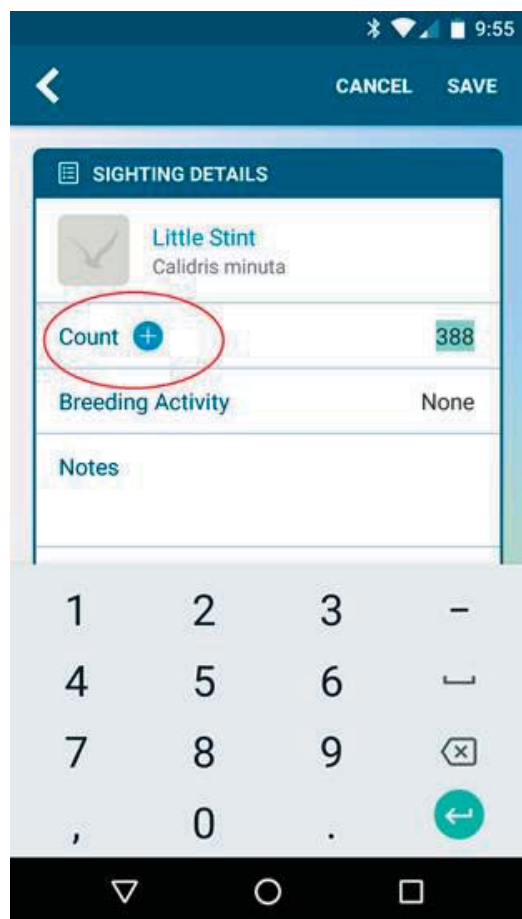 9:55
CANCEL SAVE
SIGHTING DETAILS
Little Stint
Calidris minuta
Count + 388
Breeding Activity None
Notes
1 2 3 -
4 5 6
7 8 9
, 0 .